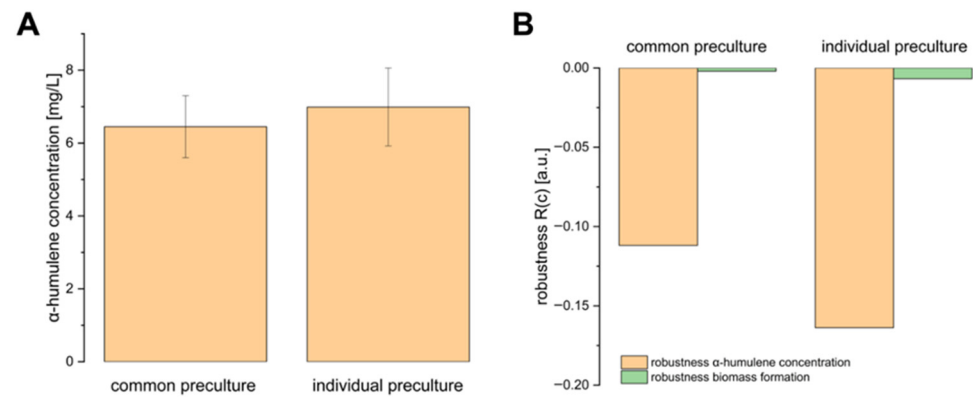 A
α-humulene concentration [mg/L]
8
6
4
2
0
common preculture
individual preculture
B
common preculture
individual preculture
robustness R(c) [a.u.]
0.00
−0.05
−0.10
−0.15
−0.20
robustness α-humulene concentration
robustness biomass formation